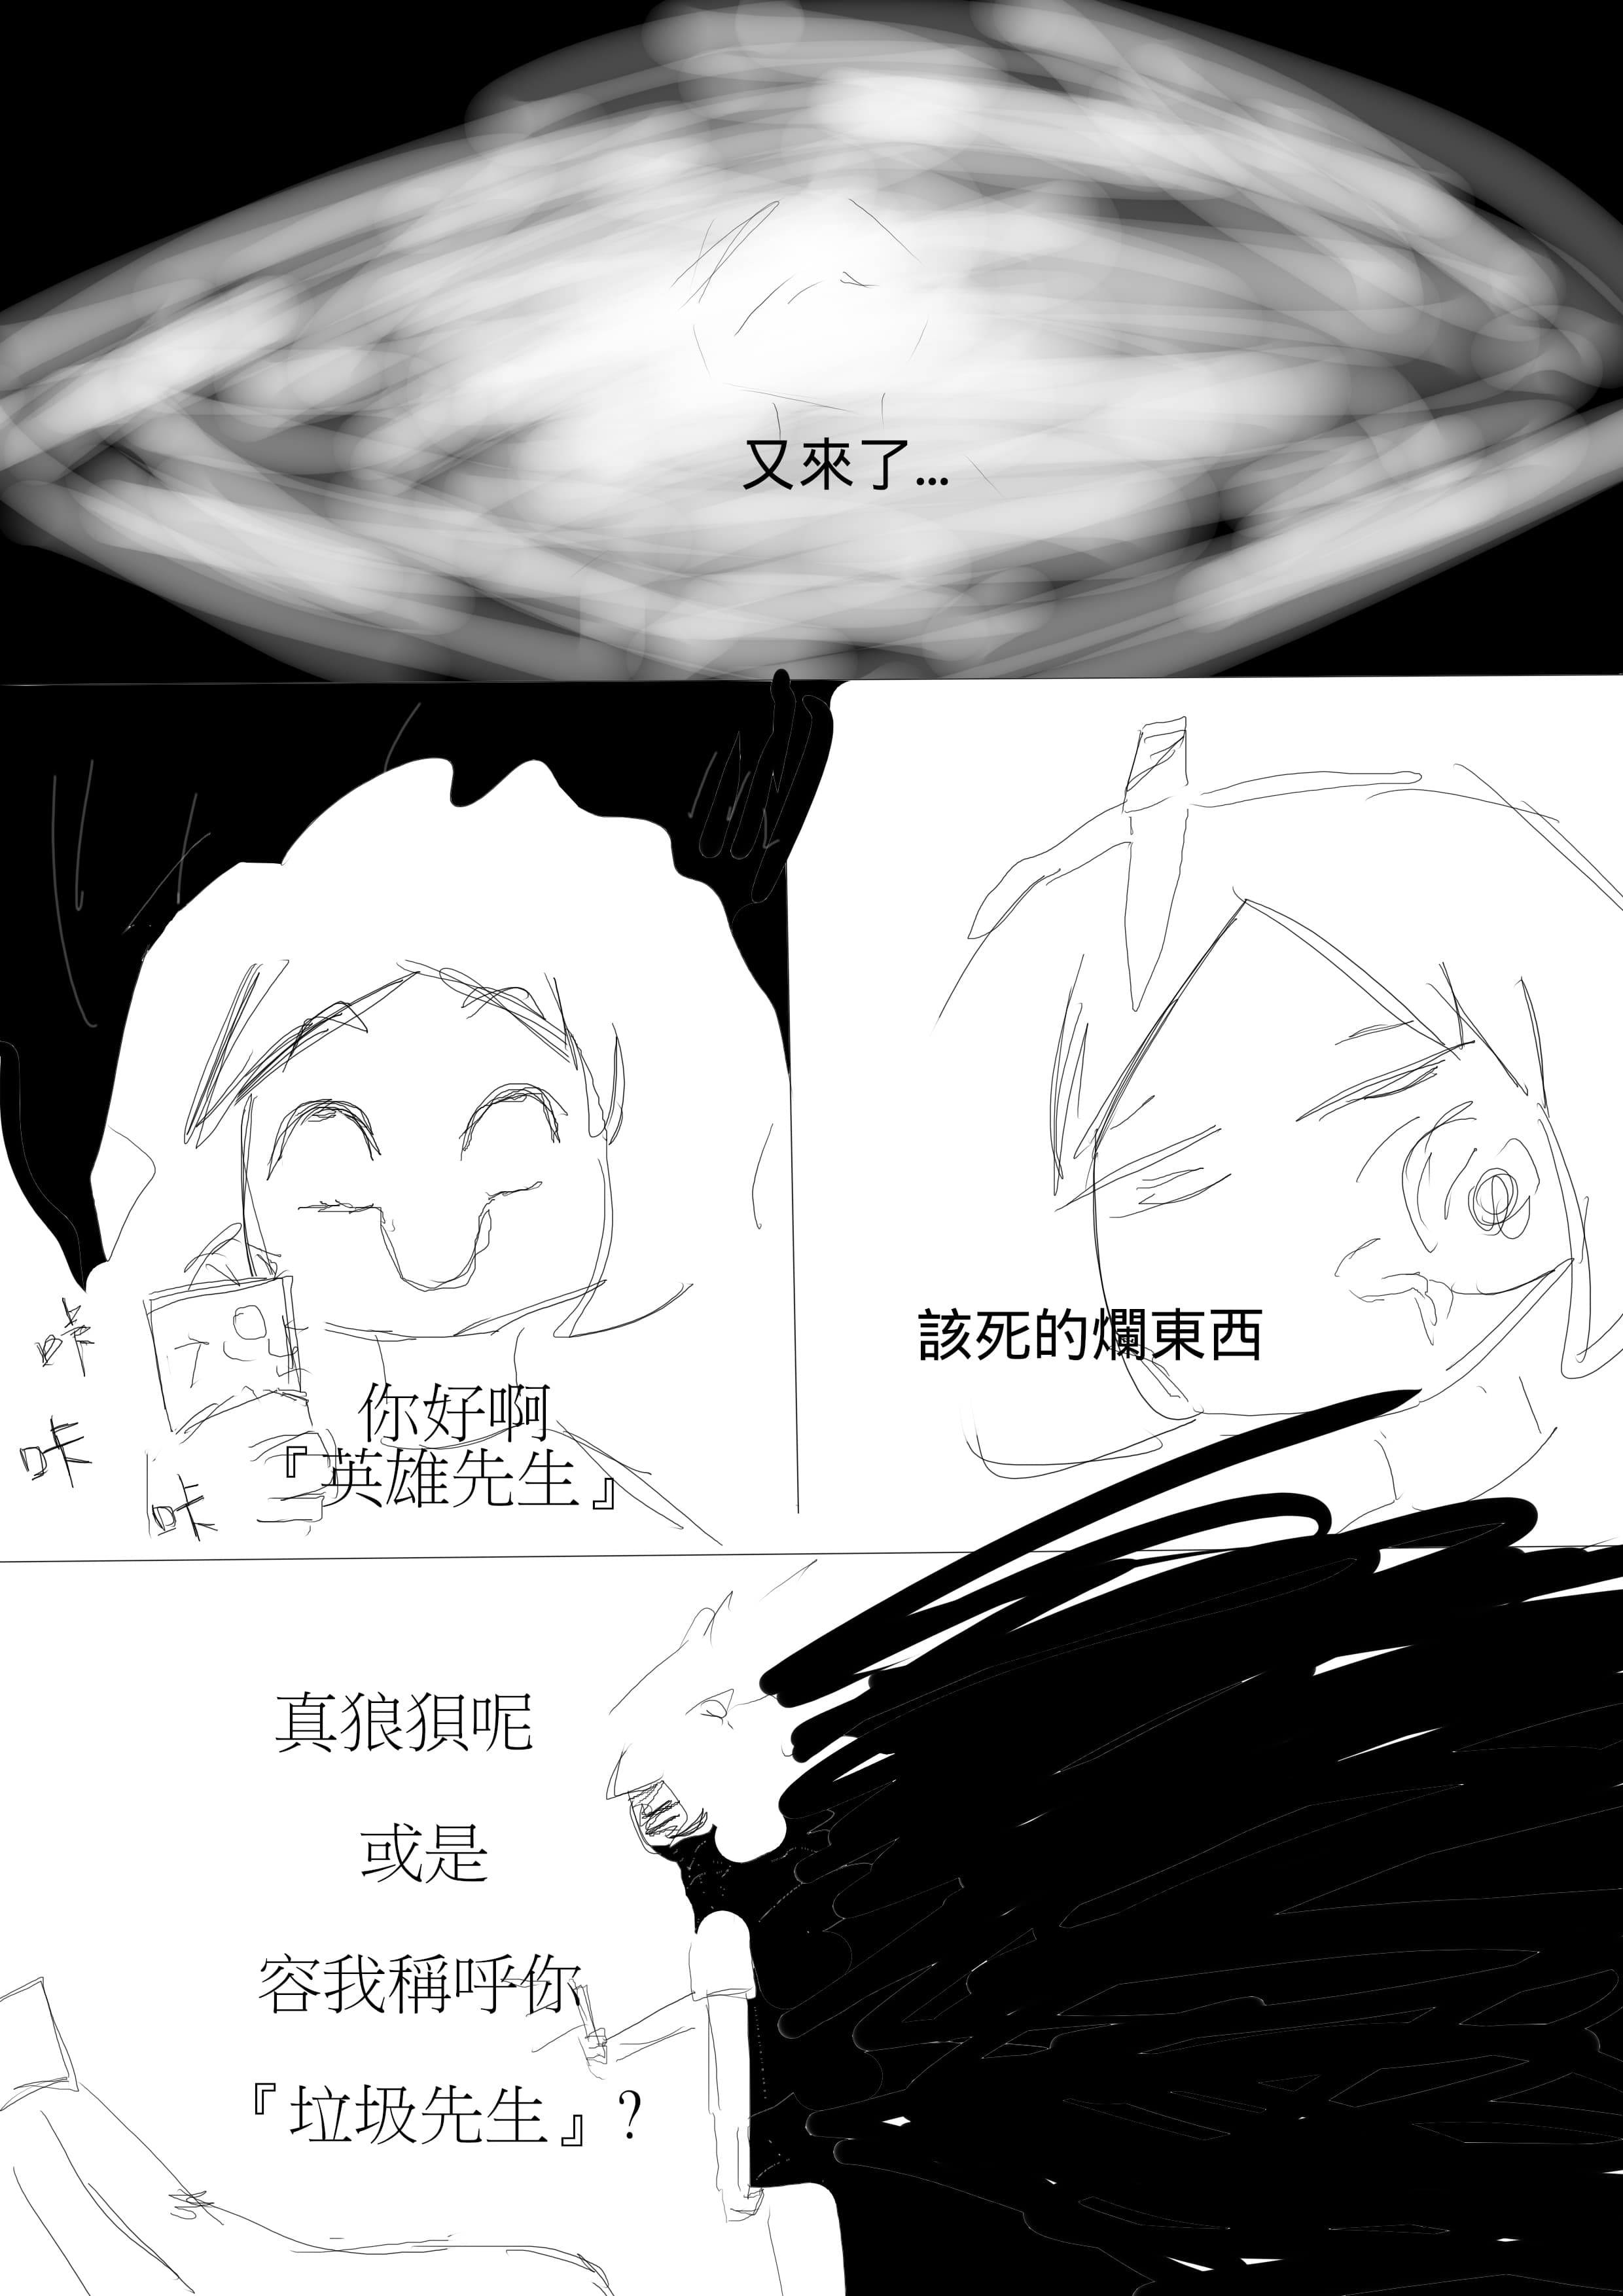 又來了...
咔
咔
咔
你好啊
『英雄先生』
該死的爛東西
真狼狽呢
或是
容我稱呼你
『垃圾先生』?